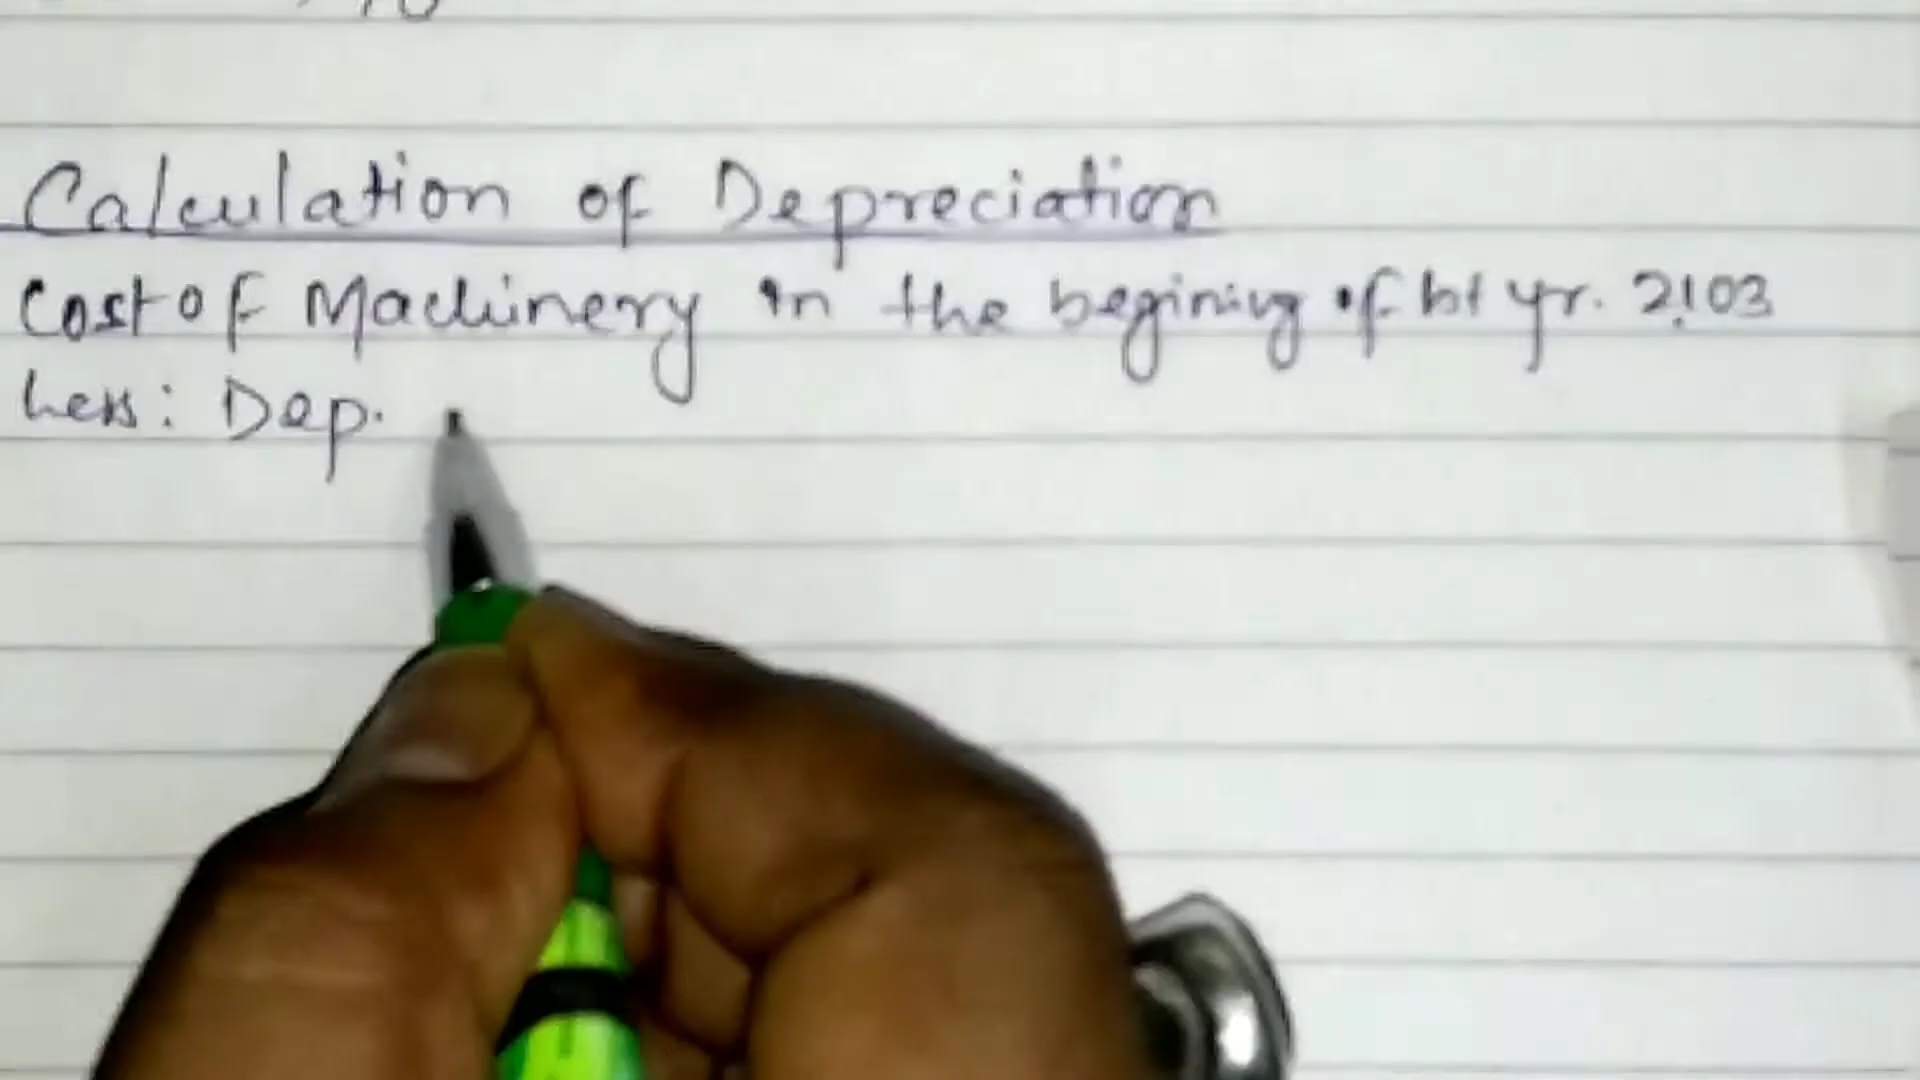 Calculation of Depreciation
Cost of Machinery in the begining of 1st yr. 2103
Less: Dep.